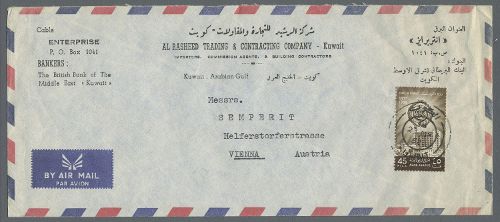 Cable
ENTERPRISE
P. O. Box 1041
BANKERS :
The British Bank of The
Middle East «Kuwait»
شركة الرشيد للتجارة والمقاولات - كويت
AL-RASHEED TRADING & CONTRACTING COMPANY - Kuwait
IMPORTERS, COMMISSION AGENTS, & BUILDING CONTRACTORS
Kuwait - Arabian Gulf
كويت - الخليج العربي
العنوان البرقي
«انتربرايز»
ص.ب: ١٠٤١
البنوك:
البنك البريطاني للشرق الاوسط
الكويت
Messrs.
SEMPERIT
Helferstorferstrasse
VIENNA Austria
BY AIR MAIL
PAR AVION
45
٤٥